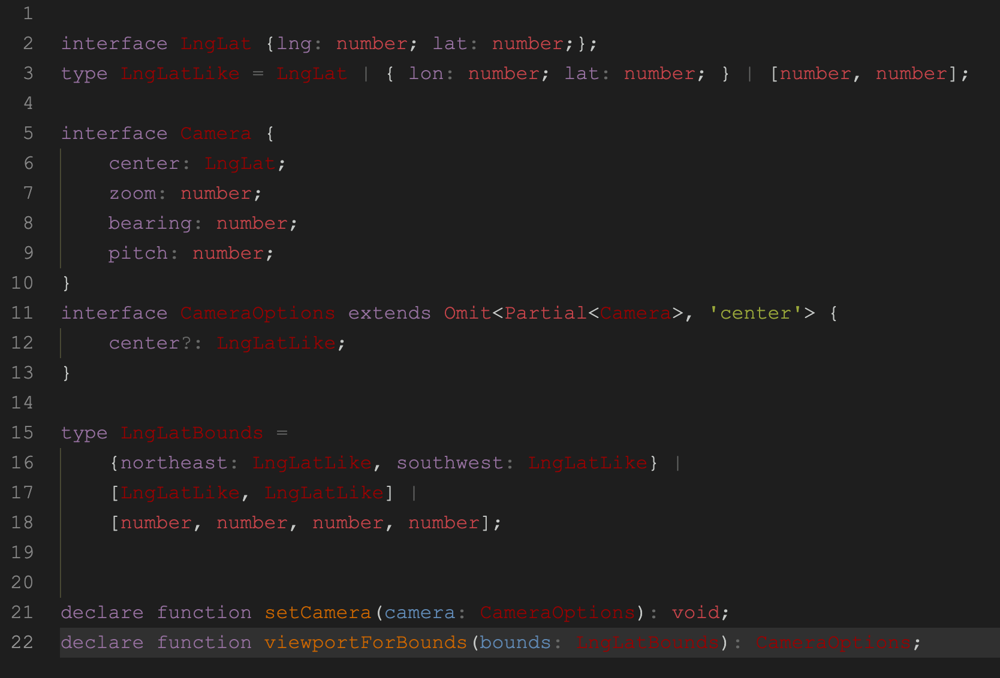 1
2 interface LngLat {lng: number; lat: number;};
3 type LngLatLike = LngLat | { lon: number; lat: number; } | [number, number];
4
5 interface Camera {
6     center: LngLat;
7     zoom: number;
8     bearing: number;
9     pitch: number;
10 }
11 interface CameraOptions extends Omit<Partial<Camera>, 'center'> {
12     center?: LngLatLike;
13 }
14
15 type LngLatBounds =
16     {northeast: LngLatLike, southwest: LngLatLike} |
17     [LngLatLike, LngLatLike] |
18     [number, number, number, number];
19
20
21 declare function setCamera(camera: CameraOptions): void;
22 declare function viewportForBounds(bounds: LngLatBounds): CameraOptions;